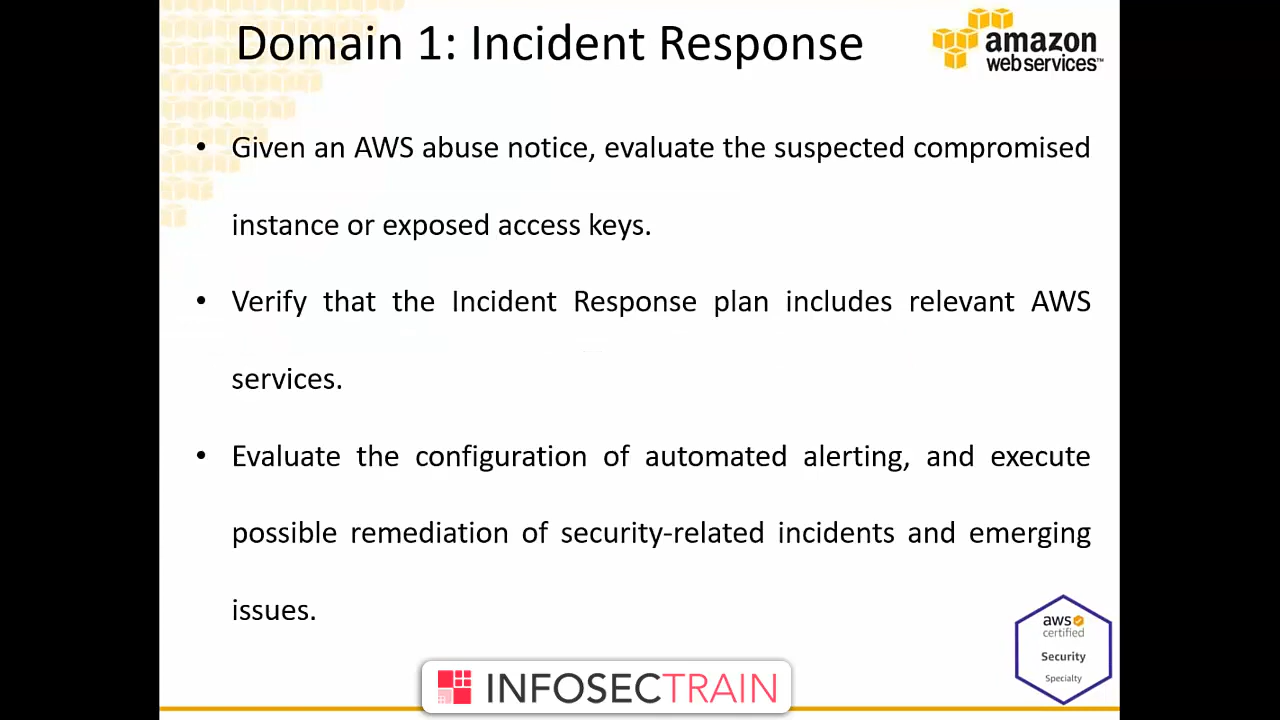 Domain 1: Incident Response
amazon
webservices™
• Given an AWS abuse notice, evaluate the suspected compromised
instance or exposed access keys.
• Verify that the Incident Response plan includes relevant AWS
services.
• Evaluate the configuration of automated alerting, and execute
possible remediation of security-related incidents and emerging
issues.
aws
certified
Security
Specialty
INFOSECTRAIN